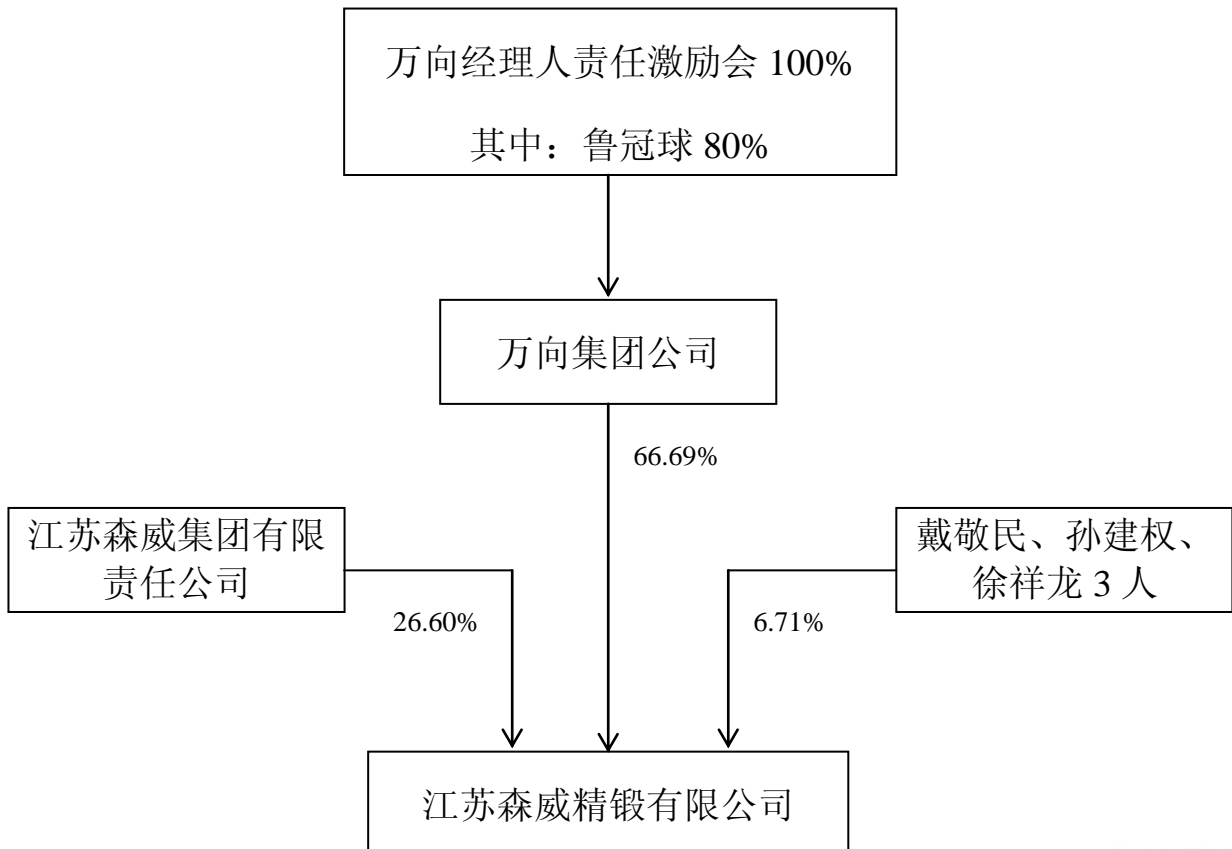 万向经理人责任激励会 100%
其中：鲁冠球 80%
万向集团公司
66.69%
江苏森威集团有限
责任公司
戴敬民、孙建权、
徐祥龙 3 人
26.60%
6.71%
江苏森威精锻有限公司